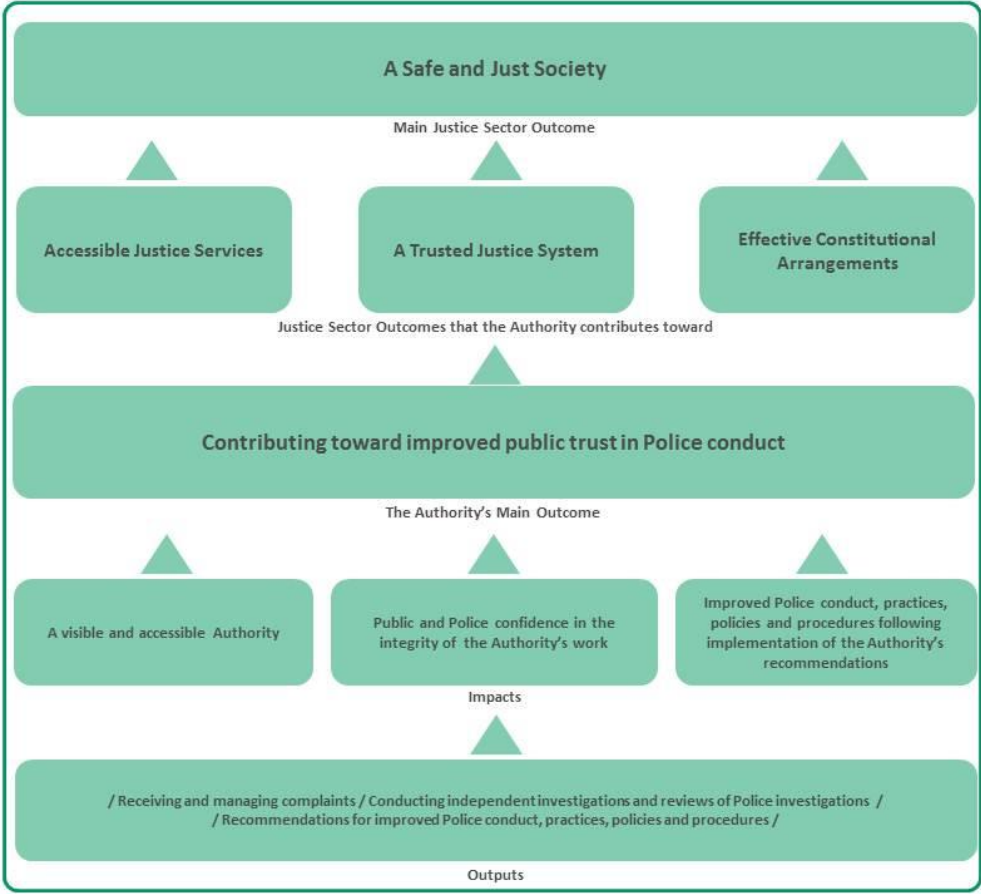 A Safe and Just Society
Main Justice Sector Outcome
Accessible Justice Services
A Trusted Justice System
Effective Constitutional
Arrangements
Justice Sector Outcomes that the Authority contributes toward
Contributing toward improved public trust in Police conduct
The Authority’s Main Outcome
A visible and accessible Authority
Public and Police confidence in the
integrity of the Authority’s work
Improved Police conduct, practices,
policies and procedures following
implementation of the Authority’s
recommendations
Impacts
/ Receiving and managing complaints / Conducting independent investigations and reviews of Police investigations /
/ Recommendations for improved Police conduct, practices, policies and procedures /
Outputs